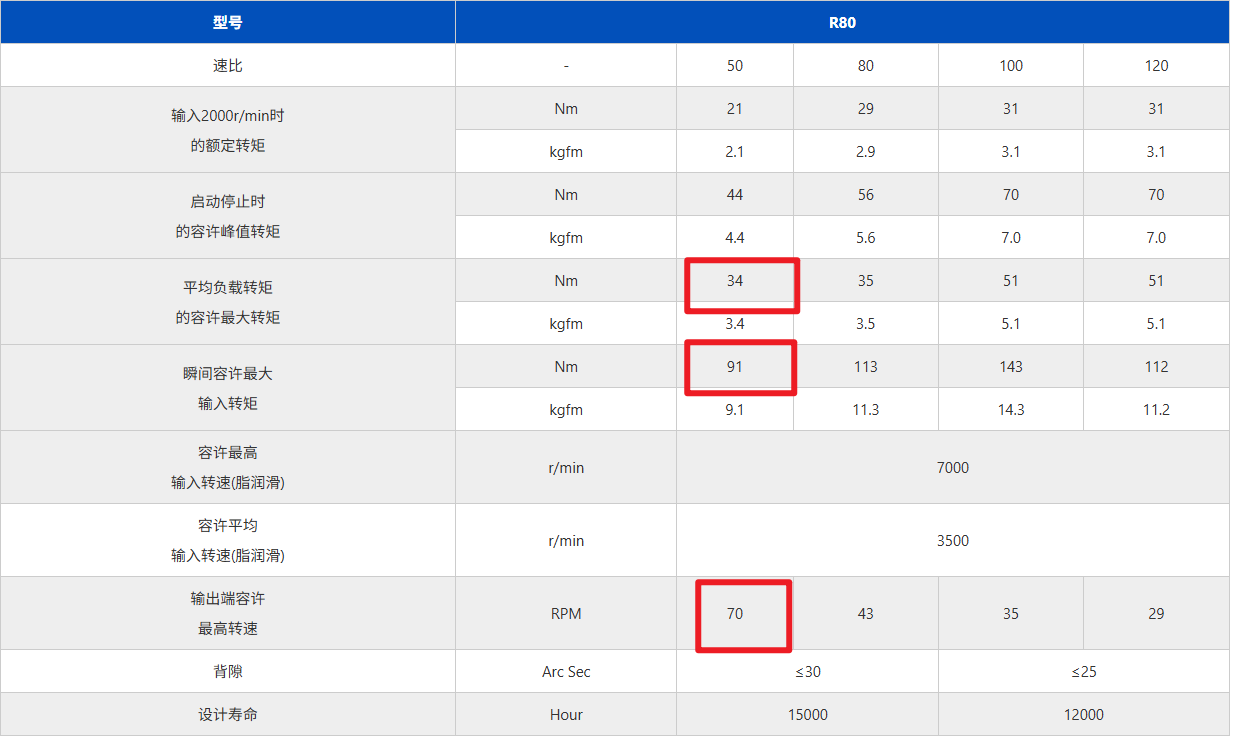 型号 R80
速比 - 50 80 100 120
输入2000r/min时
的额定转矩
Nm 21 29 31 31
kgfm 2.1 2.9 3.1 3.1
启动停止时
的容许峰值转矩
Nm 44 56 70 70
kgfm 4.4 5.6 7.0 7.0
平均负载转矩
的容许最大转矩
Nm 34 35 51 51
kgfm 3.4 3.5 5.1 5.1
瞬间容许最大
输入转矩
Nm 91 113 143 112
kgfm 9.1 11.3 14.3 11.2
容许最高
输入转速(脂润滑)
r/min 7000
容许平均
输入转速(脂润滑)
r/min 3500
输出端容许
最高转速
RPM 70 43 35 29
背隙 Arc Sec ≤30 ≤25
设计寿命 Hour 15000 12000